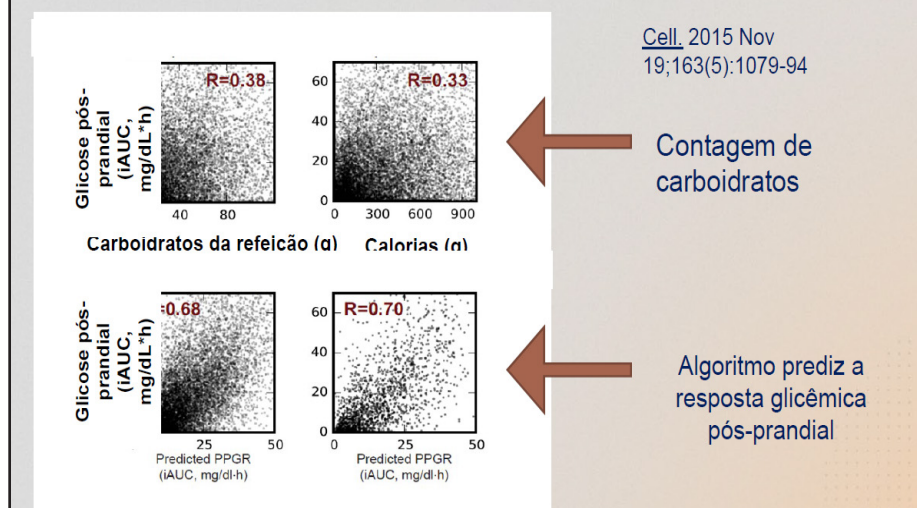 Cell. 2015 Nov
19;163(5):1079-94
Glicose pós-
prandial
(iAUC,
mg/dL*h)
R=0.38
40 80
Carboidratos da refeição (g)
60
40
20
0
R=0.33
0 300 600 900
Calorias (g)
Contagem de
carboidratos
Glicose pós-
prandial
(iAUC,
mg/dL*h)
:0.68
25 50
Predicted PPGR
(iAUC, mg/dl·h)
60
40
20
0
R=0.70
0 25 50
Predicted PPGR
(iAUC, mg/dl·h)
Algoritmo prediz a
resposta glicêmica
pós-prandial